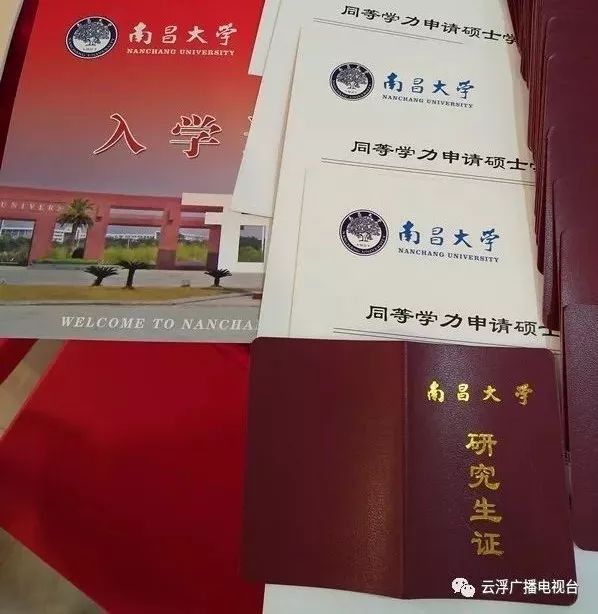 南昌大学
NANCHANG UNIVERSITY
入学
UNIVERS
WELCOME TO NANCHA
同等学力申请硕士学
南昌大学
NANCHANG UNIVERSITY
同等学力申请硕士学
南昌大学
NANCHANG UNIVERSITY
同等学力申请硕士
南昌大学
研究生证
云浮广播电视台